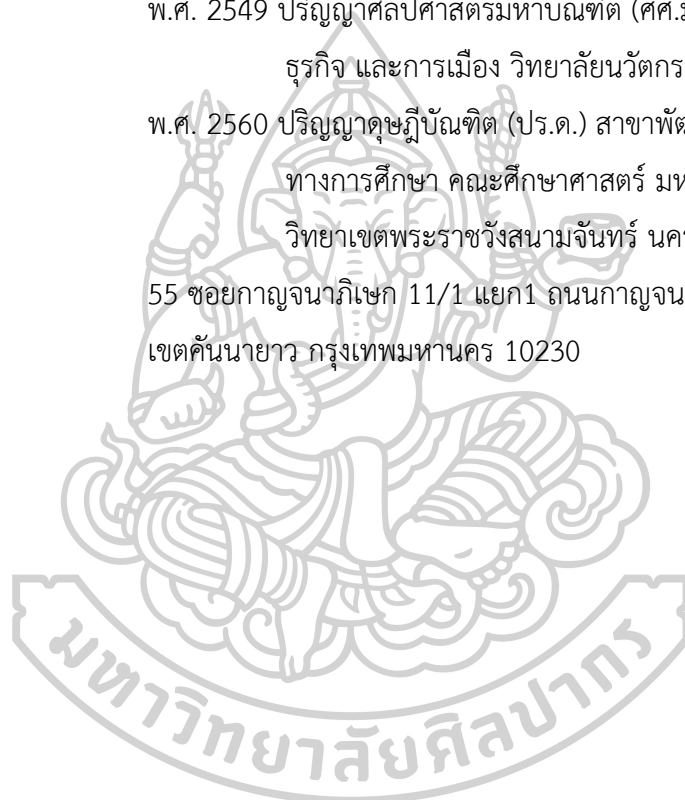 พ.ศ. 2549 ปริญญาศิลปศาสตรมหาบัณฑิต (ศศ.ม
ธุรกิจ และการเมือง วิทยาลัยนวัตกร
พ.ศ. 2560 ปริญญาดุษฎีบัณฑิต (ปร.ด.) สาขาพัฒ
ทางการศึกษา คณะศึกษาศาสตร์ มห
วิทยาเขตพระราชวังสนามจันทร์ นคร
55 ซอยกาญจนาภิเษก 11/1 แยก1 ถนนกาญจน
เขตคันนายาว กรุงเทพมหานคร 10230
มหาวิทยาลัยศิลปากร